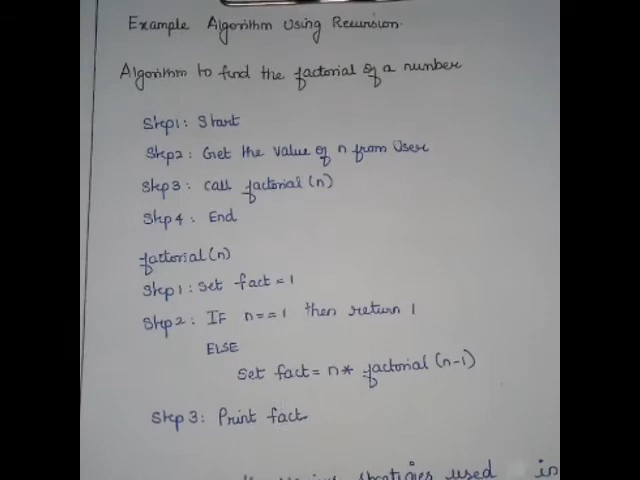 Example Algorithm Using Recursion.
Algorithm to find the factorial of a number
Step1: Start
Step2: Get the value of n from User
Step3: call factorial (n)
Step4: End
factorial (n)
Step1: Set fact = 1
Step2: IF n == 1 then return 1
ELSE
Set fact = n * factorial (n-1)
Step 3: Print fact
used in